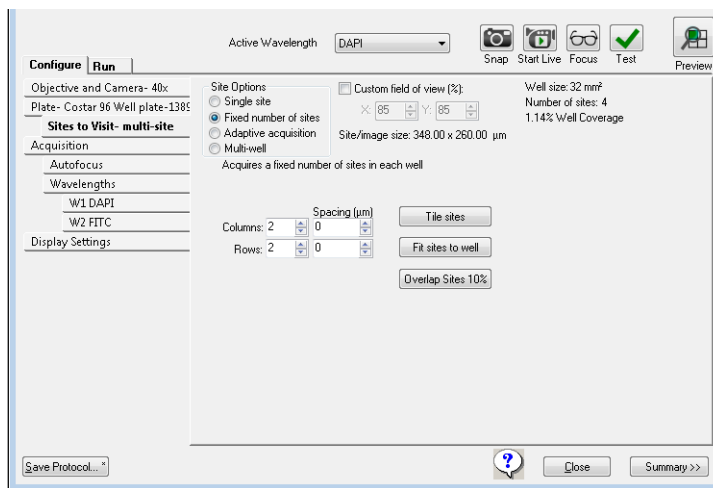 Active Wavelength DAPI
Snap Start Live Focus Test Preview
Configure Run
Objective and Camera- 40x
Plate- Costar 96 Well plate-1389
Sites to Visit- multi-site
Acquisition
Autofocus
Wavelengths
W1 DAPI
W2 FITC
Display Settings
Site Options
Single site
Fixed number of sites
Adaptive acquisition
Multi-well
Custom field of view (%):
X: 85 Y: 85
Site/image size: 348.00 x 260.00 µm
Well size: 32 mm²
Number of sites: 4
1.14% Well Coverage
Acquires a fixed number of sites in each well
Spacing (µm)
Columns: 2 0
Rows: 2 0
Tile sites
Fit sites to well
Overlap Sites 10%
Save Protocol... *
?
Close
Summary >>